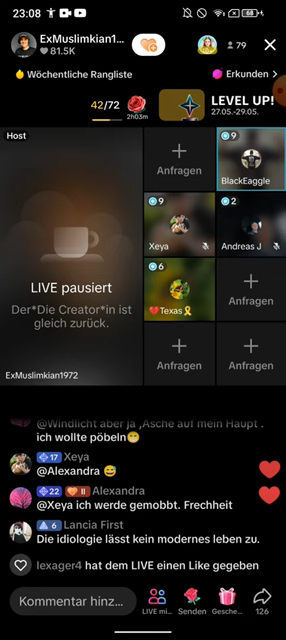 23:08
68
ExMuslimkian1...
81.5K
79
Wöchentliche Rangliste
Erkunden >
42/72
2h03m
LEVEL UP!
27.05.-29.05.
Host
LIVE pausiert
Der*Die Creator*in ist
gleich zurück.
ExMuslimkian1972
Anfragen
9
BlackEaggle
9
Xeya
2
Andreas J
6
❤️Texas🎗️
Anfragen
Anfragen
Anfragen
@Windlicht aber ja ,Asche auf mein Haupt .
ich wollte pöbeln😁
17 Xeya
@Alexandra 😅
22 II Alexandra
@Xeya ich werde gemobbt. Frechheit
6 Lancia First
Die idiologie lässt kein modernes leben zu.
lexager4 hat dem LIVE einen Like gegeben
Kommentar hinz...
LIVE mi...
Senden
Gesche...
126